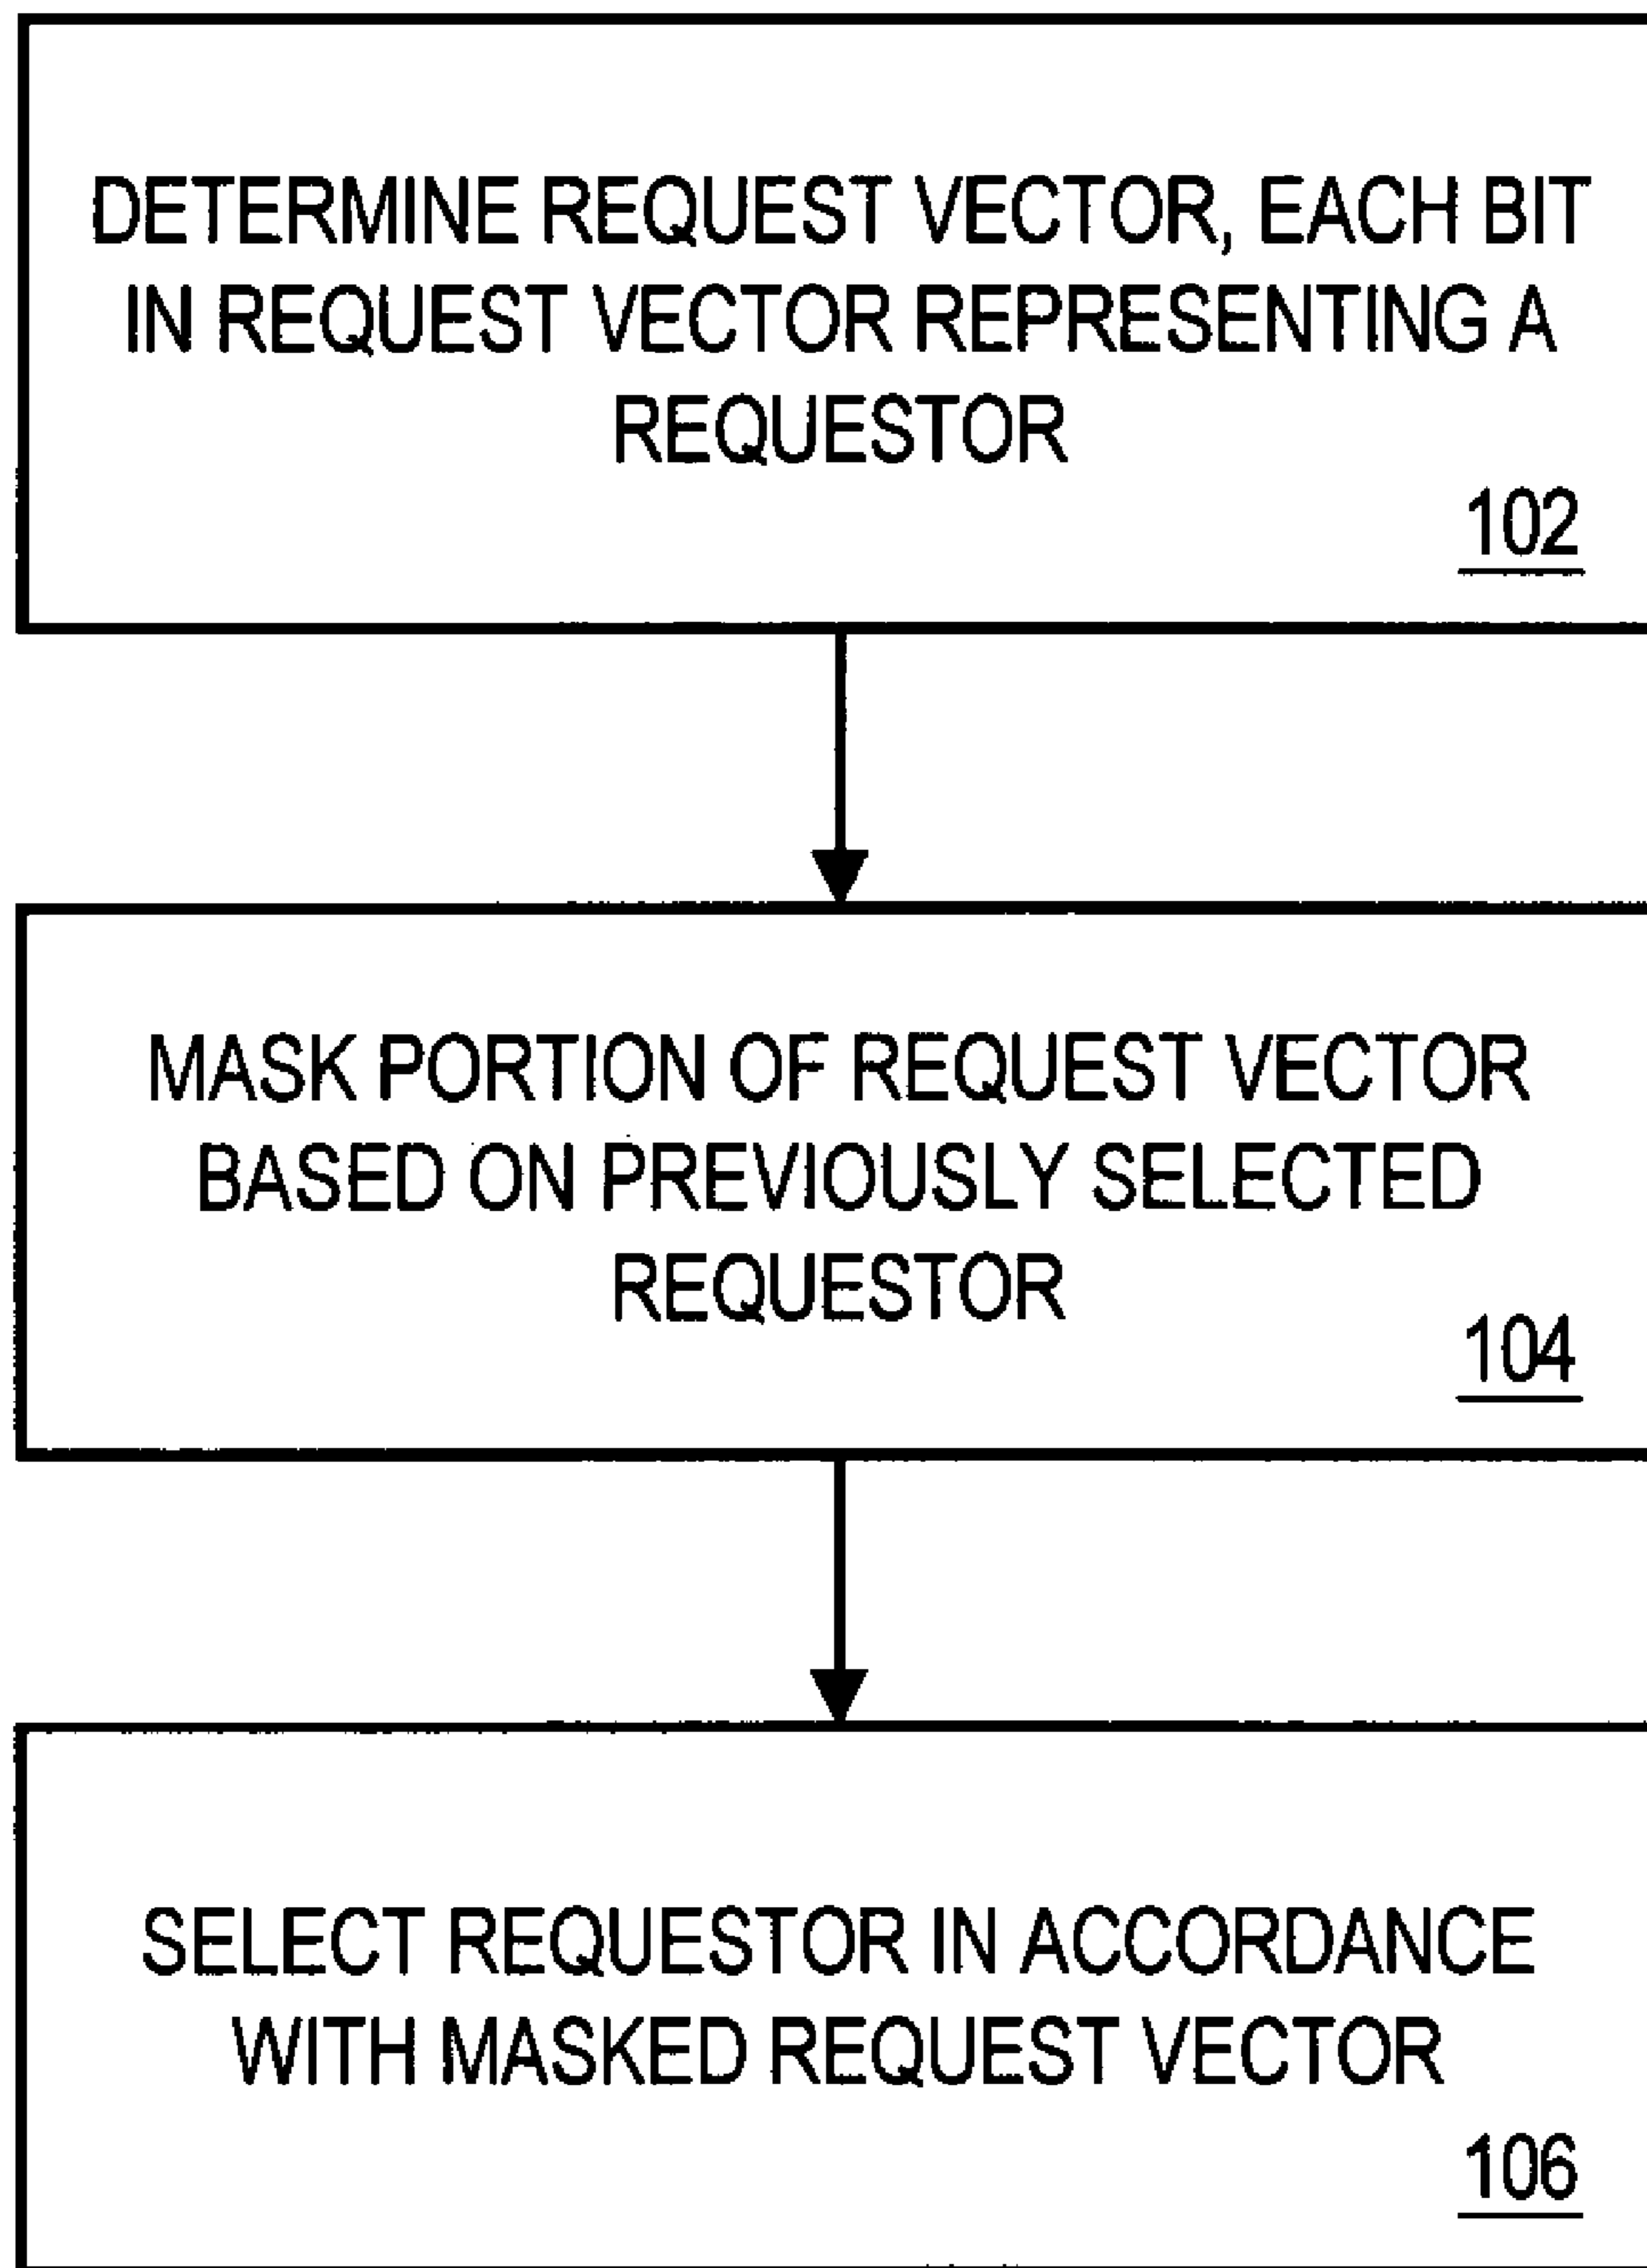 DETERMINE REQUEST VECTOR, EACH BIT
IN REQUEST VECTOR REPRESENTING A
REQUESTOR
102
MASK PORTION OF REQUEST VECTOR
BASED ON PREVIOUSLY SELECTED
REQUESTOR
104
SELECT REQUESTOR IN ACCORDANCE
WITH MASKED REQUEST VECTOR
106